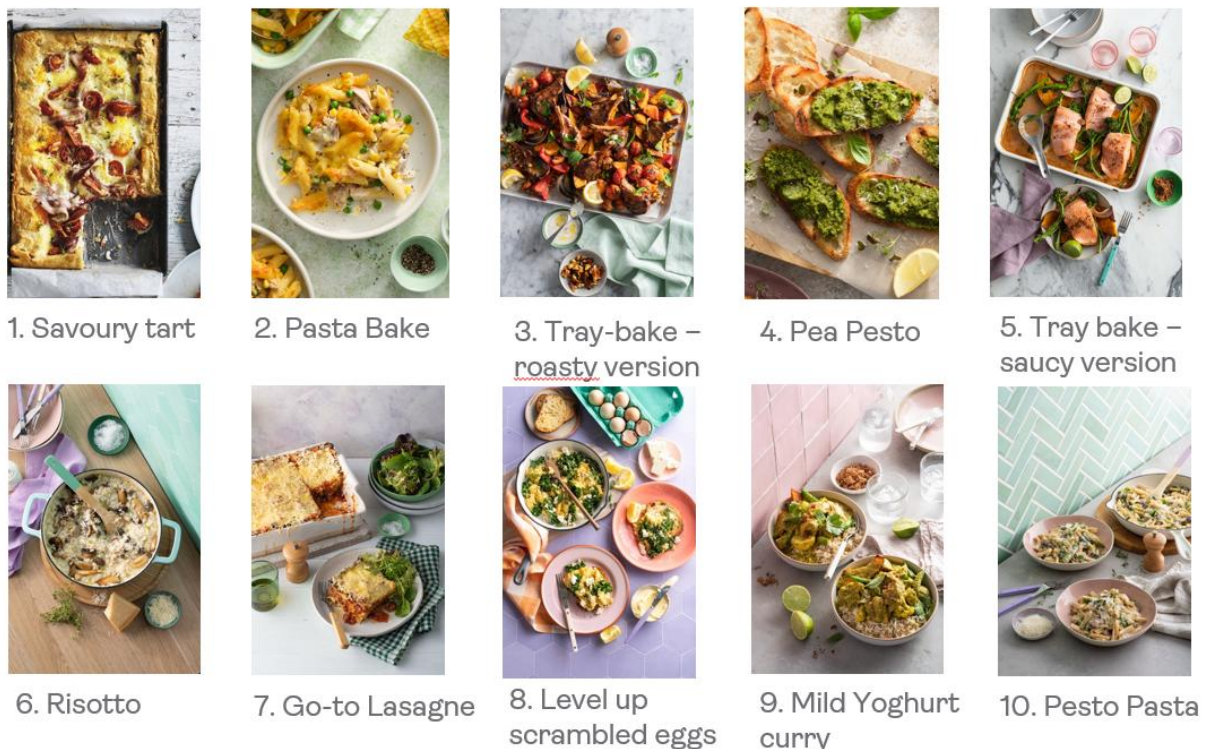 1. Savoury tart
2. Pasta Bake
3. Tray-bake –
roasty version
4. Pea Pesto
5. Tray bake –
saucy version
6. Risotto
7. Go-to Lasagne
8. Level up
scrambled eggs
9. Mild Yoghurt
curry
10. Pesto Pasta